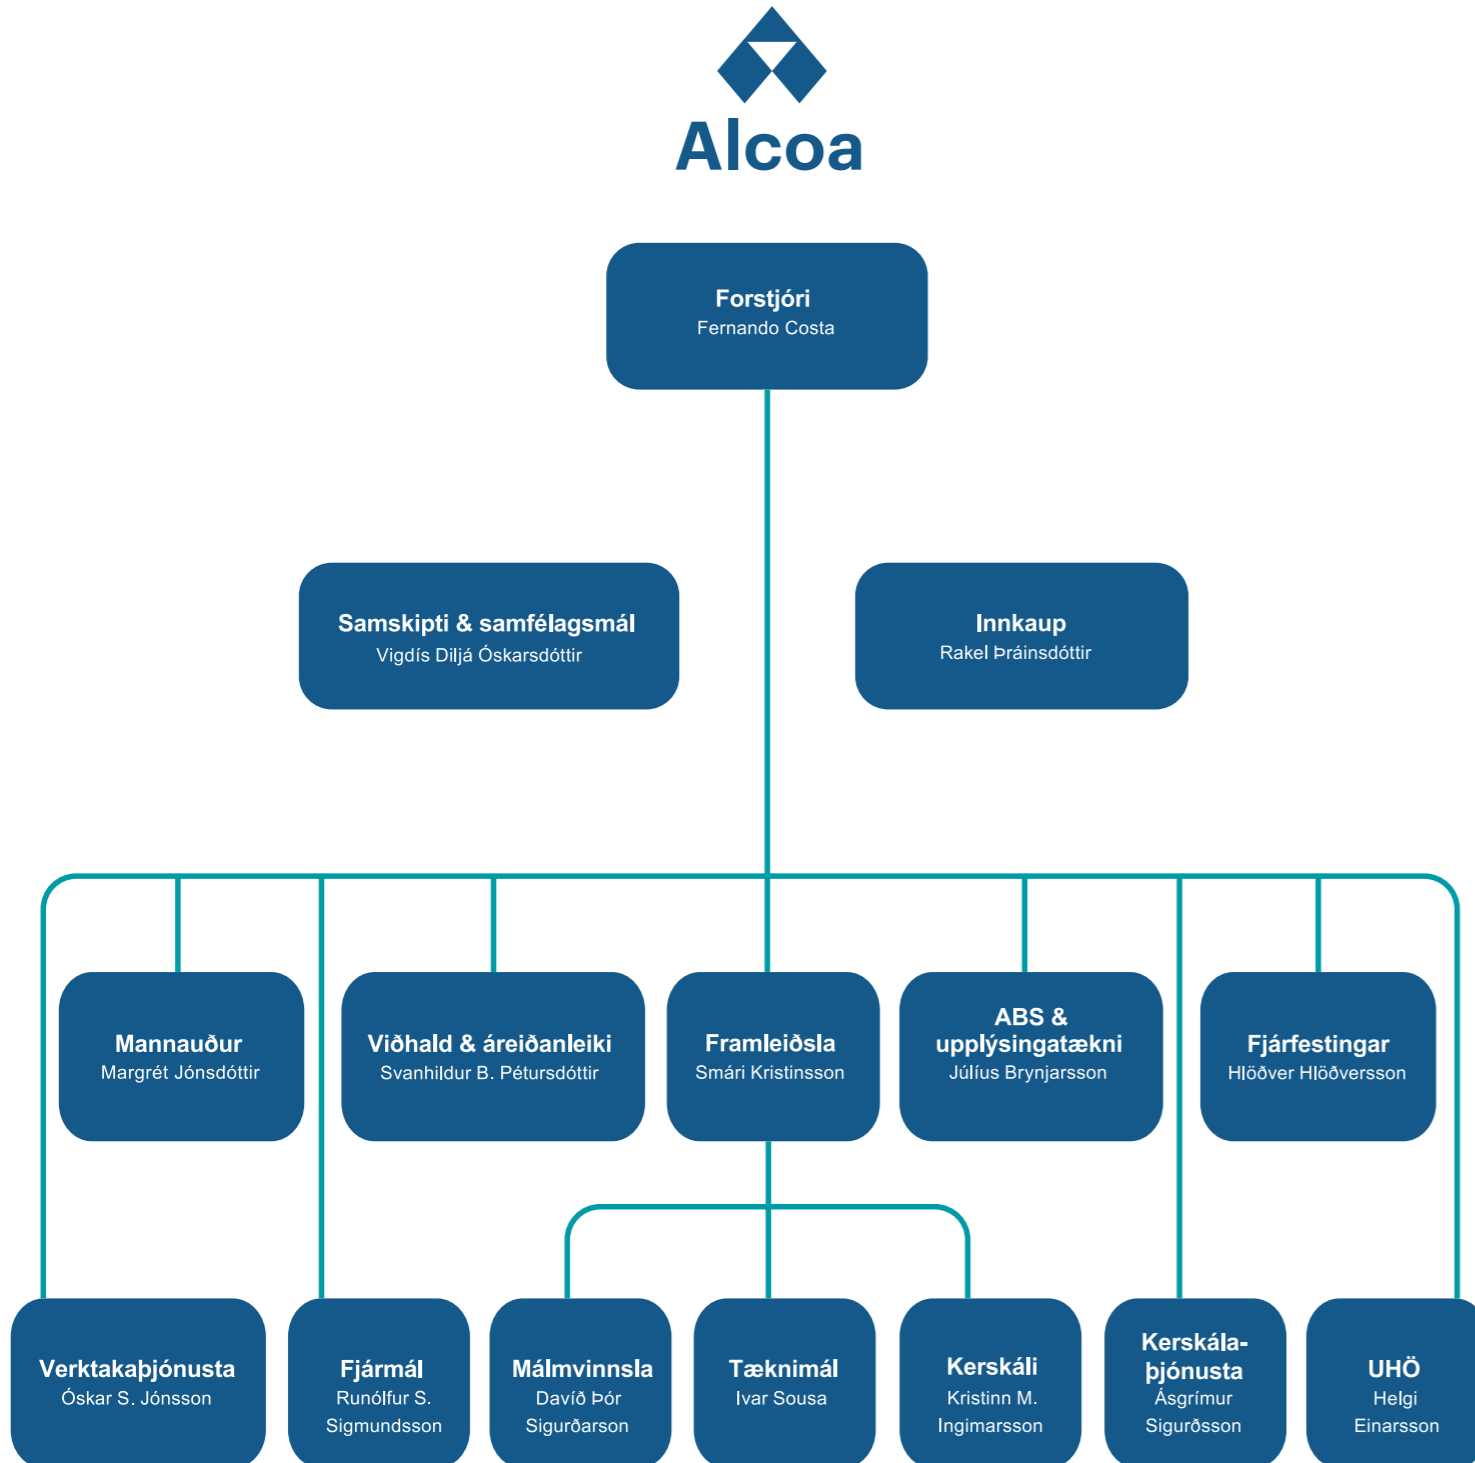 Alcoa
Forstjóri
Fernando Costa
Samskipti & samfélagsmál
Vigdís Diljá Óskarsdóttir
Innkaup
Rakel Þráinsdóttir
Mannauður
Margrét Jónsdóttir
Viðhald & áreiðanleiki
Svanhildur B. Pétursdóttir
Framleiðsla
Smári Kristinsson
ABS &
upplýsingatækni
Júlíus Brynjarsson
Fjárfestingar
Hlöðver Hlöðversson
Verktakaþjónusta
Óskar S. Jónsson
Fjármál
Runólfur S.
Sigmundsson
Málmvinnsla
Davíð Þór
Sigurðarson
Tæknimál
Ivar Sousa
Kerskáli
Kristinn M.
Ingimarsson
Kerskála-
þjónusta
Ásgrímur
Sigurðsson
UHÖ
Helgi
Einarsson